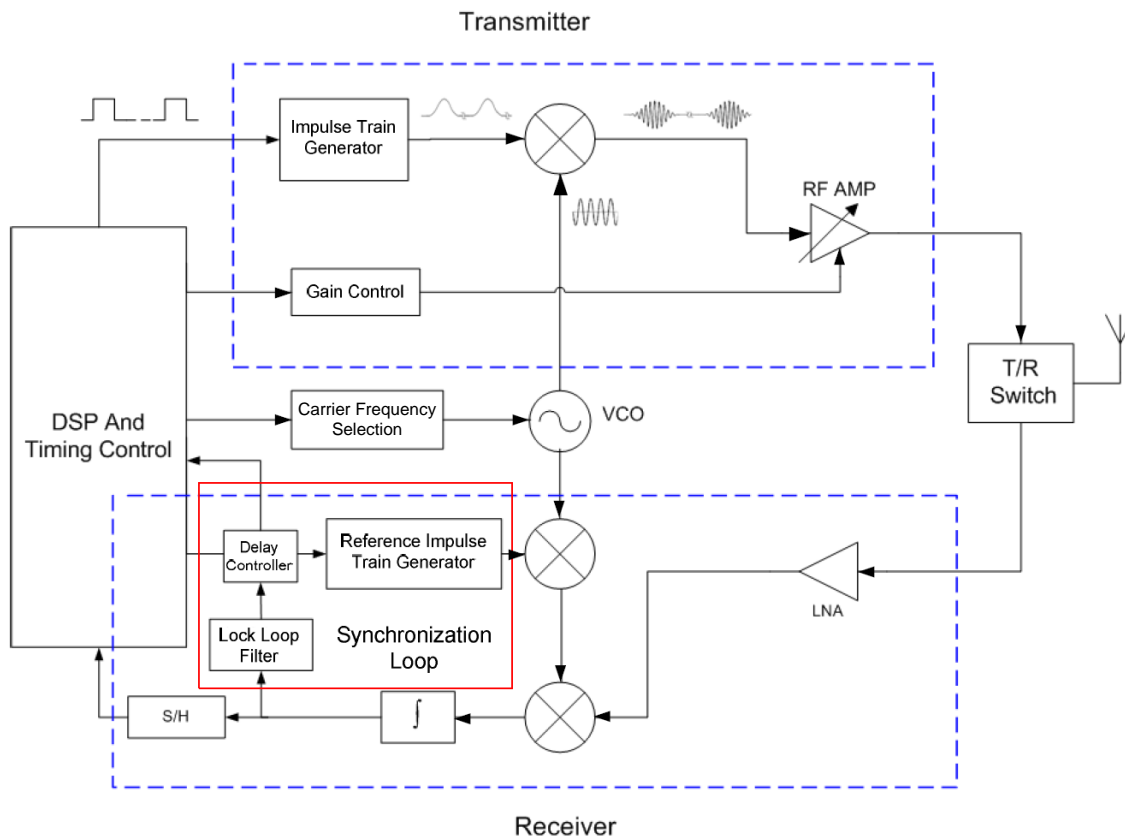 Transmitter
Impulse Train
Generator
RF AMP
Gain Control
T/R
Switch
DSP And
Timing Control
Carrier Frequency
Selection
VCO
Delay
Controller
Reference Impulse
Train Generator
LNA
Lock Loop
Filter
Synchronization
Loop
S/H
∫
Receiver